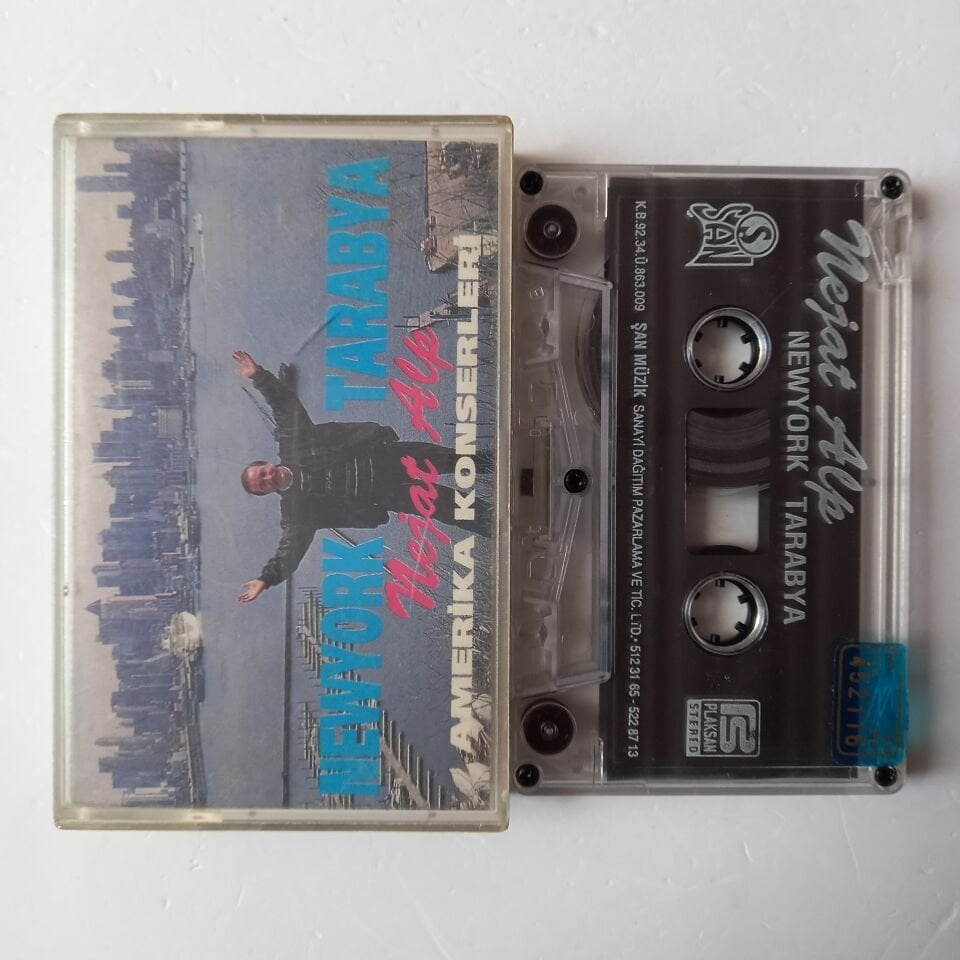 NEWYORK TARABYA
Nejat Alp
AMERİKA KONSERLERİ
Nejat Alp
NEWYORK TARABYA
Ş
ŞAN
PLAKSAN
STEREO
K.B.92.34.Ü.863.009 ŞAN MÜZİK SANAYİ DAĞITIM PAZARLAMA VE TİC. LTD. • 512 31 65 - 522 87 13
452116